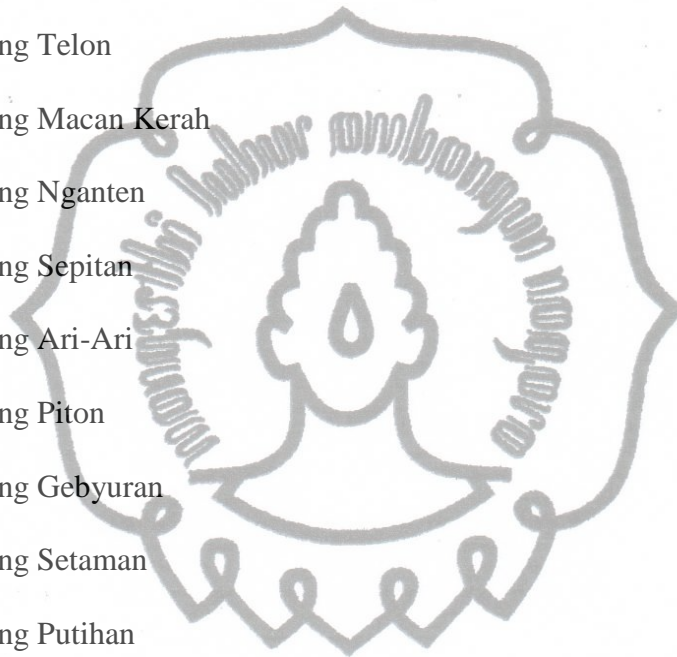 ng Telon
ng Macan Kerah
ng Nganten
ng Sepitan
ng Ari-Ari
ng Piton
ng Gebyuran
ng Setaman
ng Putihan